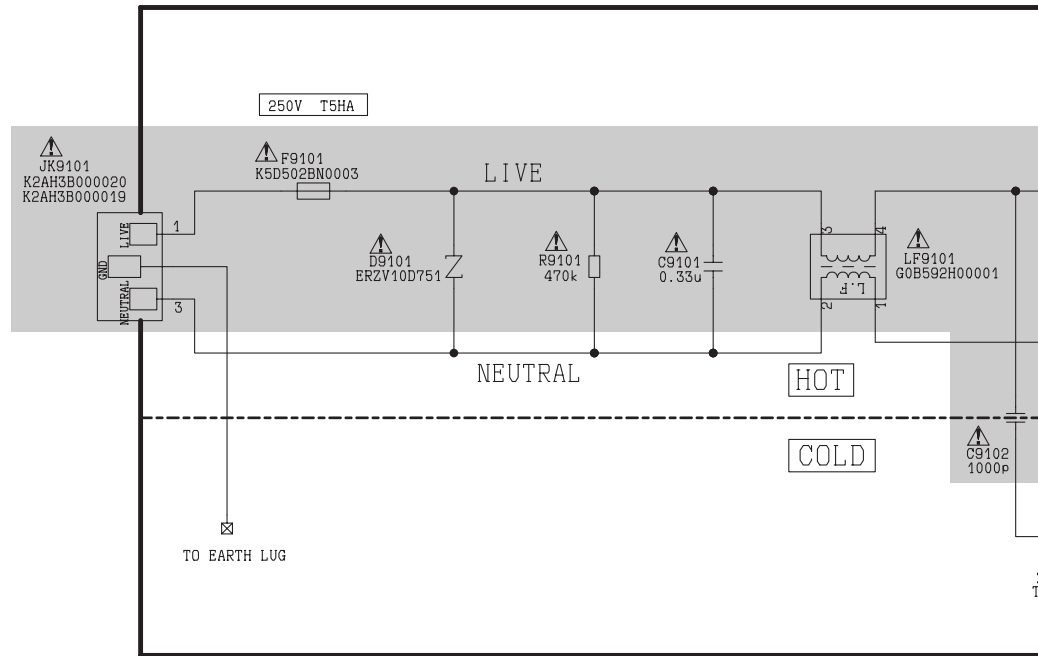 250V T5HA
JK9101
K2AH3B000020
K2AH3B000019
F9101
K5D502BN0003
LIVE
1
LIVE
GND
NEUTRAL
3
D9101
ERZV10D751
R9101
470k
C9101
0.33u
3
4
L.F
2
1
LF9101
G0B592H00001
NEUTRAL
HOT
COLD
C9102
1000p
TO EARTH LUG
T